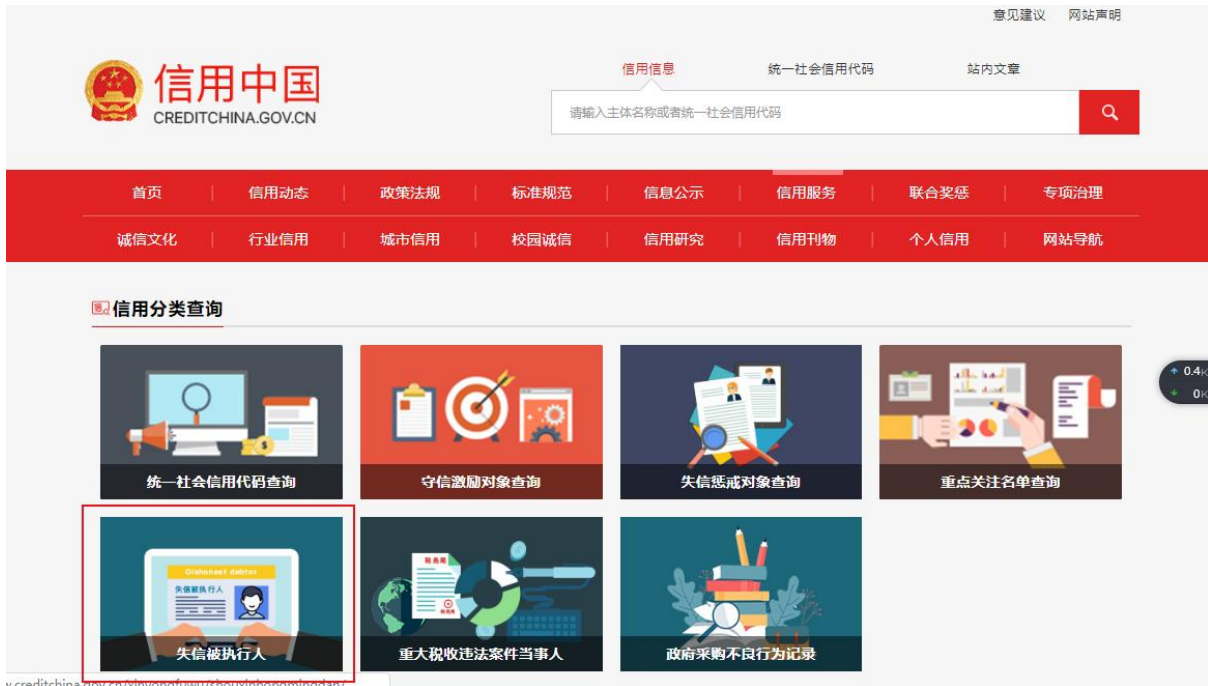 意见建议 网站声明
信用中国
CREDITCHINA.GOV.CN
信用信息 统一社会信用代码 站内文章
请输入主体名称或者统一社会信用代码
首页 信用动态 政策法规 标准规范 信息公示 信用服务 联合奖惩 专项治理
诚信文化 行业信用 城市信用 校园诚信 信用研究 信用刊物 个人信用 网站导航
信用分类查询
统一社会信用代码查询 守信激励对象查询 失信惩戒对象查询 重点关注名单查询
Dishonest debtor
失信被执行人
税务局
失信被执行人 重大税收违法案件当事人 政府采购不良行为记录
0.4K
0K
.creditchina.gov.cn/xinyongfuwu/shouxinhongmingdan/